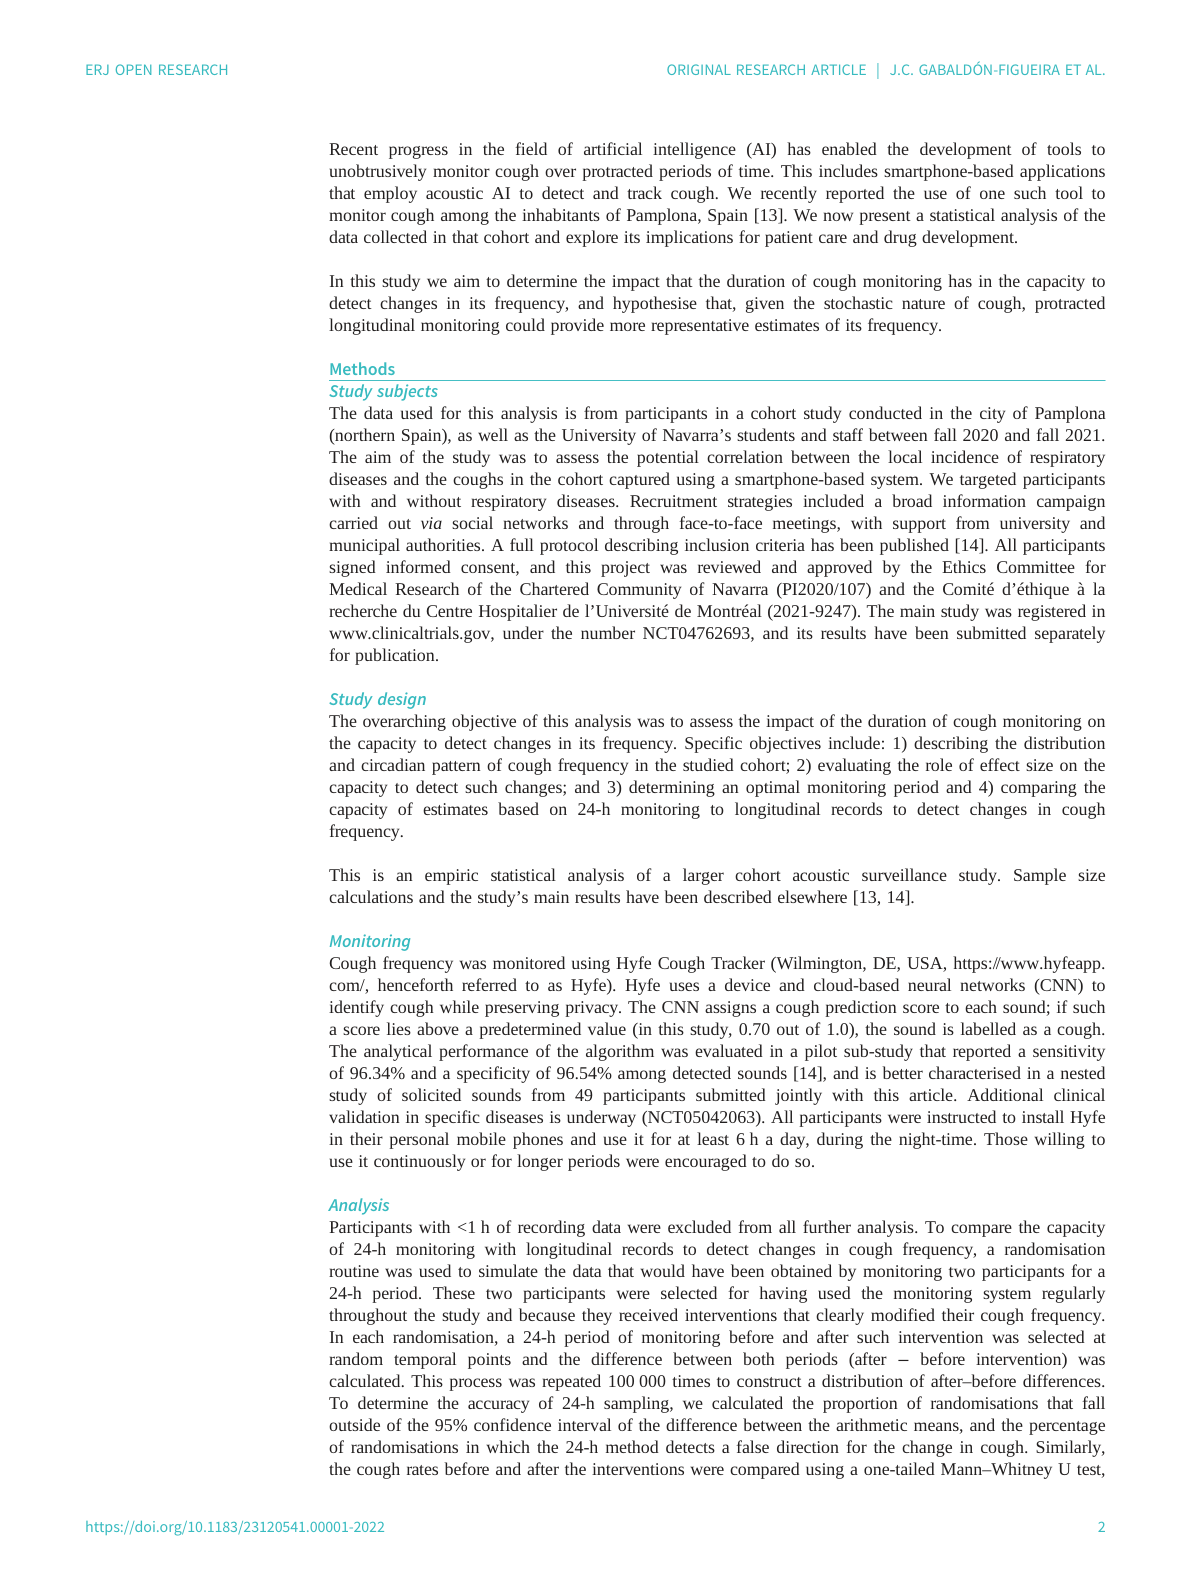 ERJ OPEN RESEARCH
ORIGINAL RESEARCH ARTICLE | J.C. GABALDÓN-FIGUEIRA ET AL.
Recent progress in the field of artificial intelligence (AI) has enabled the development of tools to
unobtrusively monitor cough over protracted periods of time. This includes smartphone-based applications
that employ acoustic AI to detect and track cough. We recently reported the use of one such tool to
monitor cough among the inhabitants of Pamplona, Spain [13]. We now present a statistical analysis of the
data collected in that cohort and explore its implications for patient care and drug development.
In this study we aim to determine the impact that the duration of cough monitoring has in the capacity to
detect changes in its frequency, and hypothesise that, given the stochastic nature of cough, protracted
longitudinal monitoring could provide more representative estimates of its frequency.
Methods
Study subjects
The data used for this analysis is from participants in a cohort study conducted in the city of Pamplona
(northern Spain), as well as the University of Navarra’s students and staff between fall 2020 and fall 2021.
The aim of the study was to assess the potential correlation between the local incidence of respiratory
diseases and the coughs in the cohort captured using a smartphone-based system. We targeted participants
with and without respiratory diseases. Recruitment strategies included a broad information campaign
carried out via social networks and through face-to-face meetings, with support from university and
municipal authorities. A full protocol describing inclusion criteria has been published [14]. All participants
signed informed consent, and this project was reviewed and approved by the Ethics Committee for
Medical Research of the Chartered Community of Navarra (PI2020/107) and the Comité d’éthique à la
recherche du Centre Hospitalier de l’Université de Montréal (2021-9247). The main study was registered in
www.clinicaltrials.gov, under the number NCT04762693, and its results have been submitted separately
for publication.
Study design
The overarching objective of this analysis was to assess the impact of the duration of cough monitoring on
the capacity to detect changes in its frequency. Specific objectives include: 1) describing the distribution
and circadian pattern of cough frequency in the studied cohort; 2) evaluating the role of effect size on the
capacity to detect such changes; and 3) determining an optimal monitoring period and 4) comparing the
capacity of estimates based on 24-h monitoring to longitudinal records to detect changes in cough
frequency.
This is an empiric statistical analysis of a larger cohort acoustic surveillance study. Sample size
calculations and the study’s main results have been described elsewhere [13, 14].
Monitoring
Cough frequency was monitored using Hyfe Cough Tracker (Wilmington, DE, USA, https://www.hyfeapp.
com/, henceforth referred to as Hyfe). Hyfe uses a device and cloud-based neural networks (CNN) to
identify cough while preserving privacy. The CNN assigns a cough prediction score to each sound; if such
a score lies above a predetermined value (in this study, 0.70 out of 1.0), the sound is labelled as a cough.
The analytical performance of the algorithm was evaluated in a pilot sub-study that reported a sensitivity
of 96.34% and a specificity of 96.54% among detected sounds [14], and is better characterised in a nested
study of solicited sounds from 49 participants submitted jointly with this article. Additional clinical
validation in specific diseases is underway (NCT05042063). All participants were instructed to install Hyfe
in their personal mobile phones and use it for at least 6 h a day, during the night-time. Those willing to
use it continuously or for longer periods were encouraged to do so.
Analysis
Participants with <1 h of recording data were excluded from all further analysis. To compare the capacity
of 24-h monitoring with longitudinal records to detect changes in cough frequency, a randomisation
routine was used to simulate the data that would have been obtained by monitoring two participants for a
24-h period. These two participants were selected for having used the monitoring system regularly
throughout the study and because they received interventions that clearly modified their cough frequency.
In each randomisation, a 24-h period of monitoring before and after such intervention was selected at
random temporal points and the difference between both periods (after − before intervention) was
calculated. This process was repeated 100 000 times to construct a distribution of after–before differences.
To determine the accuracy of 24-h sampling, we calculated the proportion of randomisations that fall
outside of the 95% confidence interval of the difference between the arithmetic means, and the percentage
of randomisations in which the 24-h method detects a false direction for the change in cough. Similarly,
the cough rates before and after the interventions were compared using a one-tailed Mann–Whitney U test,
https://doi.org/10.1183/23120541.00001-2022
2